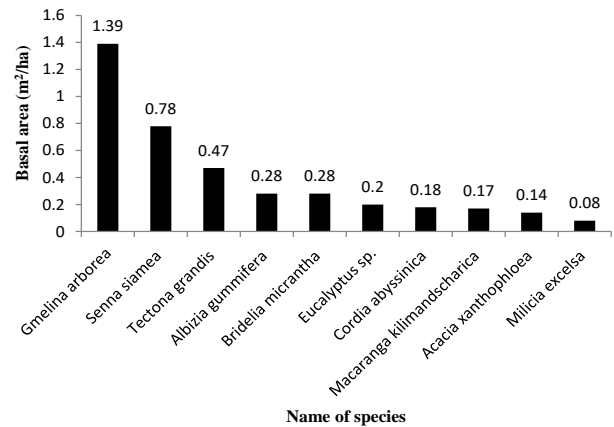 Basal area (m²/ha)
1.6
1.4
1.2
1
0.8
0.6
0.4
0.2
0
1.39
0.78
0.47
0.28
0.28
0.2
0.18
0.17
0.14
0.08
Gmelina arborea
Senna siamea
Tectona grandis
Albizia gummifera
Bridelia micrantha
Eucalyptus sp.
Cordia abyssinica
Macaranga kilimandscharica
Acacia xanthophloea
Milicia excelsa
Name of species